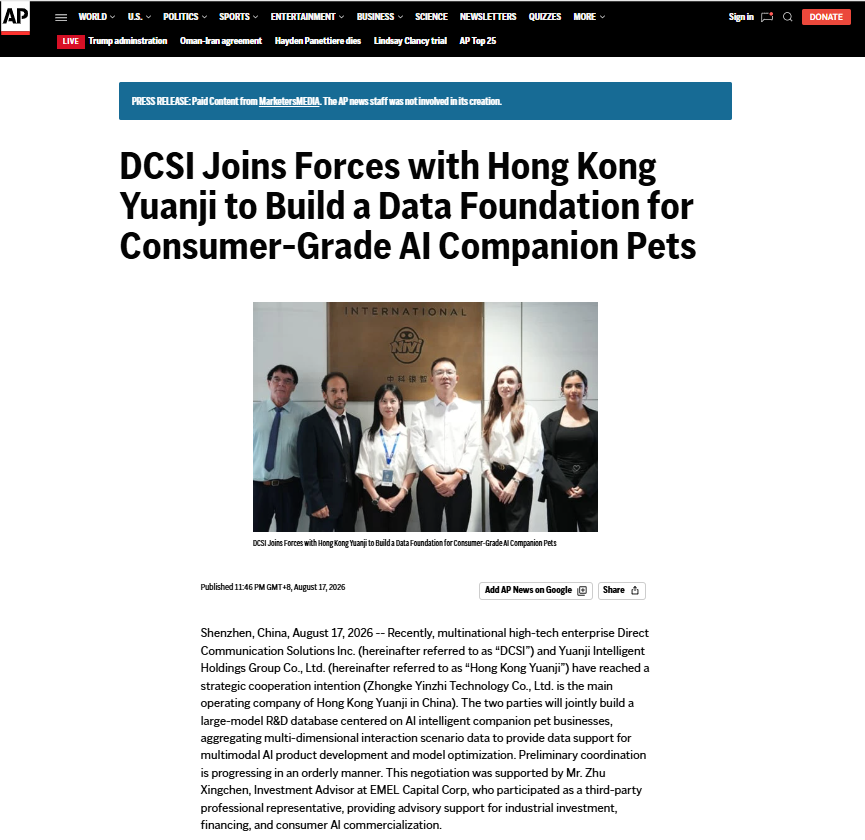 AP
WORLD U.S. POLITICS SPORTS ENTERTAINMENT BUSINESS SCIENCE NEWSLETTERS QUIZZES MORE Sign in DONATE
LIVE Trump adminstration Oman-Iran agreement Hayden Panettiere dies Lindsay Clancy trial AP Top 25
PRESS RELEASE: Paid Content from MarketersMEDIA. The AP news staff was not involved in its creation.
DCSI Joins Forces with Hong Kong
Yuanji to Build a Data Foundation for
Consumer-Grade AI Companion Pets
INTERNATIONAL
NIVI
DCSI Joins Forces with Hong Kong Yuanji to Build a Data Foundation for Consumer-Grade AI Companion Pets
Published 11:46 PM GMT+8, August 17, 2026
Add AP News on Google Share
Shenzhen, China, August 17, 2026 -- Recently, multinational high-tech enterprise Direct
Communication Solutions Inc. (hereinafter referred to as “DCSI”) and Yuanji Intelligent
Holdings Group Co., Ltd. (hereinafter referred to as “Hong Kong Yuanji”) have reached a
strategic cooperation intention (Zhongke Yinzhi Technology Co., Ltd. is the main
operating company of Hong Kong Yuanji in China). The two parties will jointly build a
large-model R&D database centered on AI intelligent companion pet businesses,
aggregating multi-dimensional interaction scenario data to provide data support for
multimodal AI product development and model optimization. Preliminary coordination
is progressing in an orderly manner. This negotiation was supported by Mr. Zhu
Xingchen, Investment Advisor at EMEL Capital Corp, who participated as a third-party
professional representative, providing advisory support for industrial investment,
financing, and consumer AI commercialization.